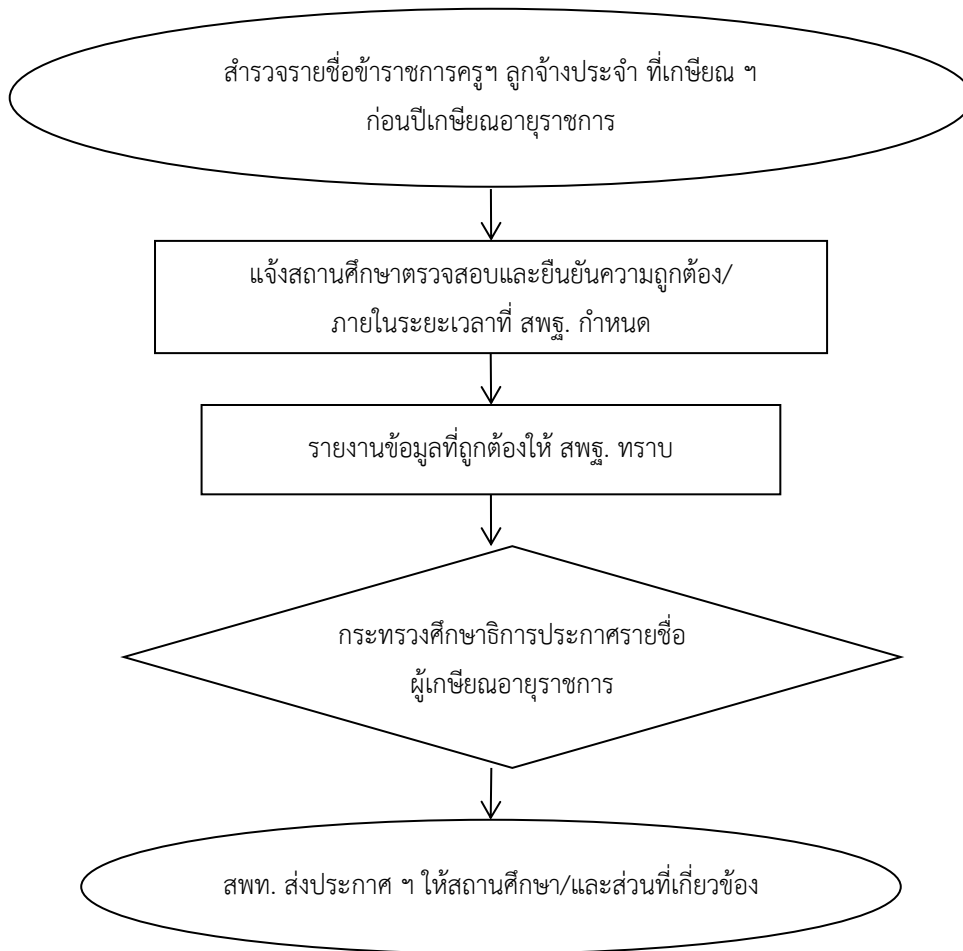 สำรวจรายชื่อข้าราชการครูฯ ลูกจ้างประจำ ที่เกษียณ ฯ
ก่อนปีเกษียณอายุราชการ
แจ้งสถานศึกษาตรวจสอบและยืนยันความถูกต้อง/
ภายในระยะเวลาที่ สพฐ. กำหนด
รายงานข้อมูลที่ถูกต้องให้ สพฐ. ทราบ
กระทรวงศึกษาธิการประกาศรายชื่อ
ผู้เกษียณอายุราชการ
สพท. ส่งประกาศ ฯ ให้สถานศึกษา/และส่วนที่เกี่ยวข้อง